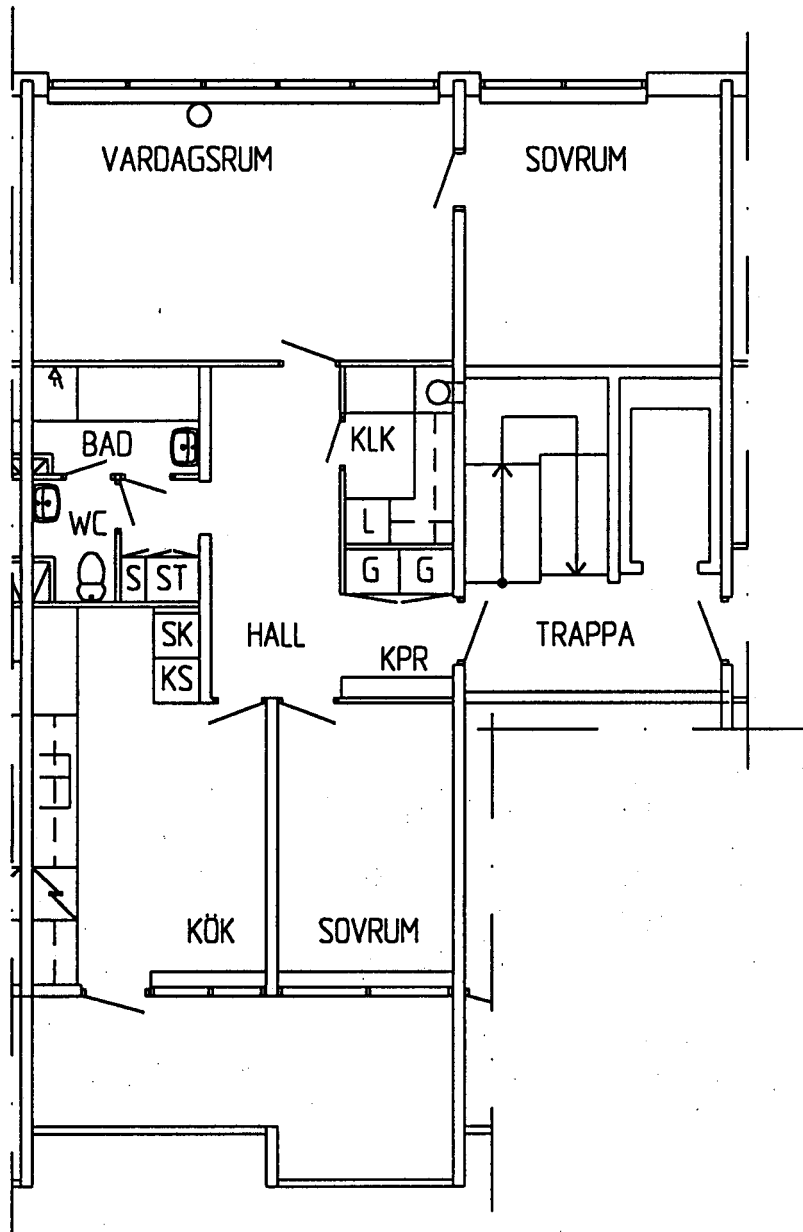 VARDAGSRUM
SOVRUM
BAD
KLK
WC
L
S
ST
G
G
SK
HALL
KPR
TRAPPA
KS
KÖK
SOVRUM